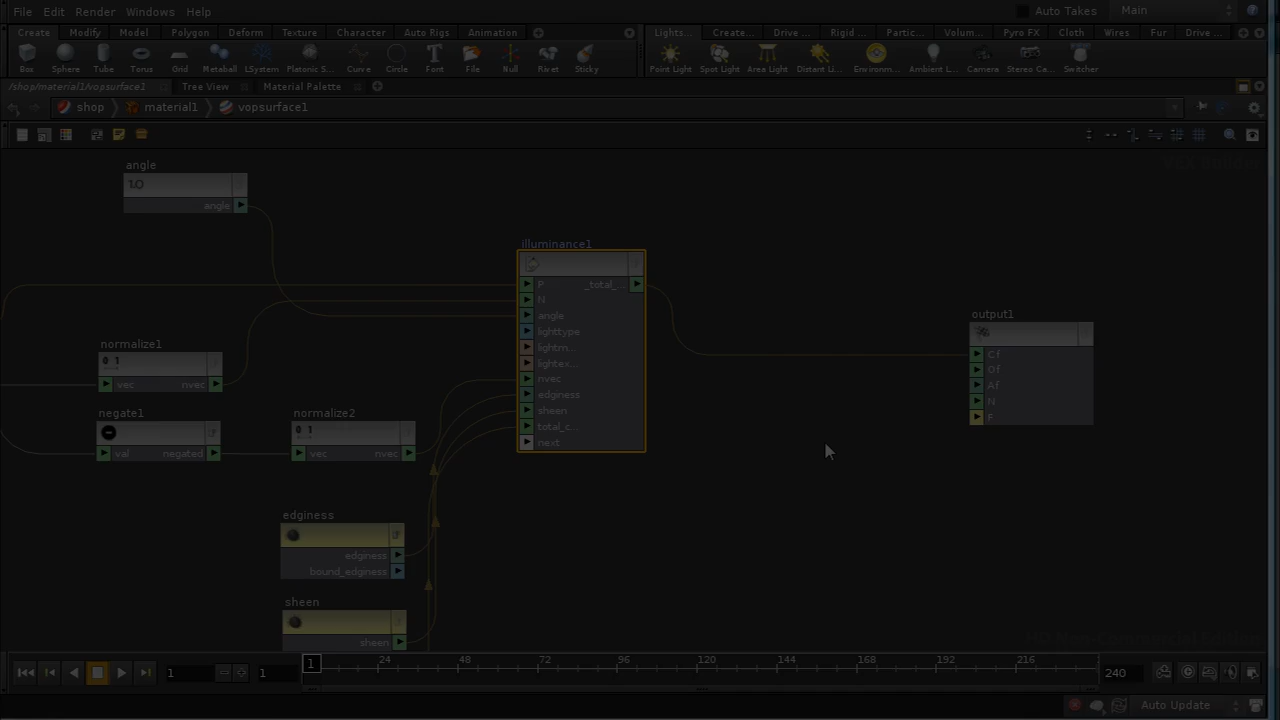 File Edit Render Windows Help Auto Takes Main
Create Modify Model Polygon Deform Texture Character Auto Rigs Animation Lights... Create... Drive ... Rigid ... Partic... Volum... Pyro FX Cloth Wires Fur Drive ...
Box Sphere Tube Torus Grid Metaball LSystem Platonic S... Curve Circle Font File Null Rivet Sticky Point Light Spot Light Area Light Distant Li... Environm... Ambient L... Camera Stereo Ca... Switcher
/shop/material1/vopsurface1 Tree View Material Palette
shop material1 vopsurface1
angle
1.0
angle
illuminance1
P _total_...
N
angle
lighttype
lightm...
lightex...
nvec
edginess
sheen
total_c...
next
output1
Cf
Of
Af
N
F
normalize1
0 1
vec nvec
negate1
val negated
normalize2
0 1
vec nvec
edginess
edginess
bound_edginess
sheen
sheen
1 1 1 24 48 72 96 120 144 168 192 216 240
Auto Update